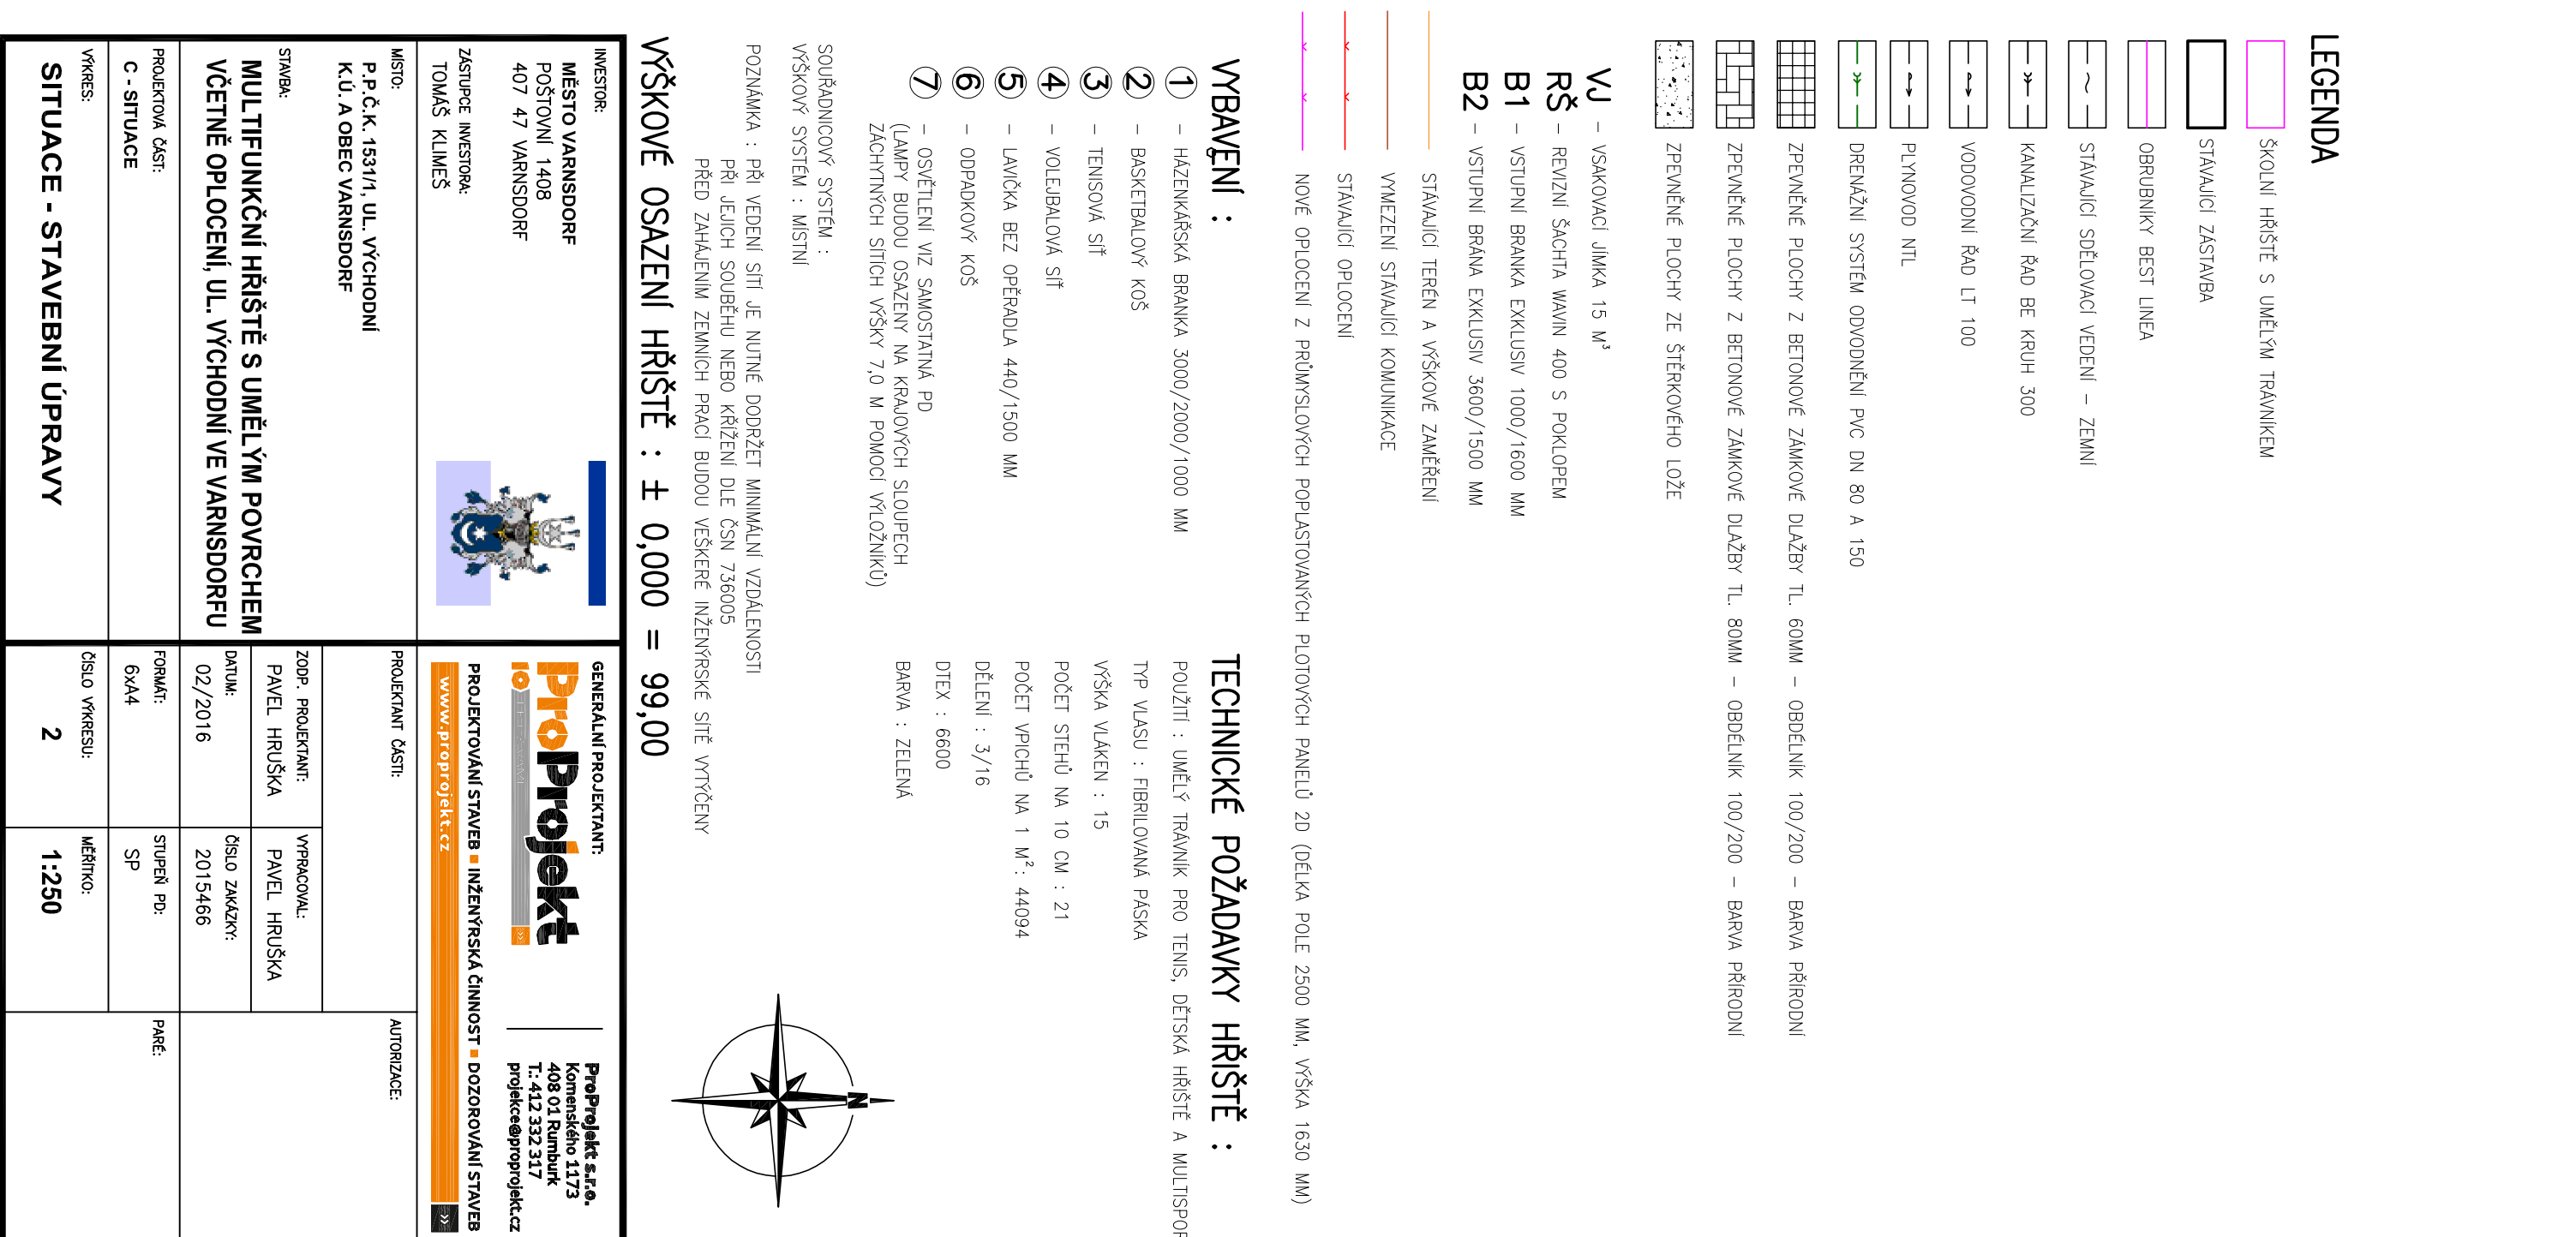 LEGENDA
ŠKOLNÍ HŘIŠTĚ S UMĚLÝM TRÁVNÍKEM
STÁVAJÍCÍ ZÁSTAVBA
OBRUBNÍKY BEST LINEA
STÁVAJÍCÍ SDĚLOVACÍ VEDENÍ – ZEMNÍ
KANALIZAČNÍ ŘAD BE KRUH 300
VODOVODNÍ ŘAD LT 100
PLYNOVOD NTL
DRENÁŽNÍ SYSTÉM ODVODNĚNÍ PVC DN 80 A 150
ZPEVNĚNÉ PLOCHY Z BETONOVÉ ZÁMKOVÉ DLAŽBY TL. 60MM – OBDÉLNÍK 100/200 – BARVA PŘÍRODNÍ
ZPEVNĚNÉ PLOCHY Z BETONOVÉ ZÁMKOVÉ DLAŽBY TL. 80MM – OBDÉLNÍK 100/200 – BARVA PŘÍRODNÍ
ZPEVNĚNÉ PLOCHY ZE ŠTĚRKOVÉHO LOŽE
VJ – VSAKOVACÍ JÍMKA 15 M³
RŠ – REVIZNÍ ŠACHTA WAVIN 400 S POKLOPEM
B1 – VSTUPNÍ BRANKA EXKLUSIV 1000/1600 MM
B2 – VSTUPNÍ BRÁNA EXKLUSIV 3600/1500 MM
STÁVAJÍCÍ TERÉN A VÝŠKOVÉ ZAMĚŘENÍ
VYMEZENÍ STÁVAJÍCÍ KOMUNIKACE
STÁVAJÍCÍ OPLOCENÍ
NOVÉ OPLOCENÍ Z PRŮMYSLOVÝCH POPLASTOVANÝCH PLOTOVÝCH PANELŮ 2D (DÉLKA POLE 2500 MM, VÝŠKA 1630 MM)
VYBAVENÍ :
1 – HÁZENKÁŘSKÁ BRANKA 3000/2000/1000 MM
2 – BASKETBALOVÝ KOŠ
3 – TENISOVÁ SÍŤ
4 – VOLEJBALOVÁ SÍŤ
5 – LAVIČKA BEZ OPĚRADLA 440/1500 MM
6 – ODPADKOVÝ KOŠ
7 – OSVĚTLENÍ VIZ SAMOSTATNÁ PD
(LAMPY BUDOU OSAZENY NA KRAJOVÝCH SLOUPECH
ZÁCHYTNÝCH SÍTÍCH VÝŠKY 7,0 M POMOCÍ VÝLOŽNÍKŮ)
TECHNICKÉ POŽADAVKY HŘIŠTĚ :
POUŽITÍ : UMĚLÝ TRÁVNÍK PRO TENIS, DĚTSKÁ HŘIŠTĚ A MULTISPOR
TYP VLASU : FIBRILOVANÁ PÁSKA
VÝŠKA VLÁKEN : 15
POČET STEHŮ NA 10 CM : 21
POČET VPICHŮ NA 1 M² : 44094
DĚLENÍ : 3/16
DTEX : 6600
BARVA : ZELENÁ
SOUŘADNICOVÝ SYSTÉM :
VÝŠKOVÝ SYSTÉM : MÍSTNÍ
POZNÁMKA : PŘI VEDENÍ SÍTÍ JE NUTNÉ DODRŽET MINIMÁLNÍ VZDÁLENOSTI
PŘI JEJICH SOUBĚHU NEBO KŘÍŽENÍ DLE ČSN 736005
PŘED ZAHÁJENÍM ZEMNÍCH PRACÍ BUDOU VEŠKERÉ INŽENÝRSKÉ SÍTĚ VYTÝČENY
N
VÝŠKOVÉ OSAZENÍ HŘIŠTĚ : ± 0,000 = 99,00
INVESTOR:
MĚSTO VARNSDORF
POŠTOVNÍ 1408
407 47 VARNSDORF
ZÁSTUPCE INVESTORA:
TOMÁŠ KLIMEŠ
MÍSTO:
P.P.Č.K. 1531/1, UL. VÝCHODNÍ
K.Ú. A OBEC VARNSDORF
STAVBA:
MULTIFUNKČNÍ HŘIŠTĚ S UMĚLÝM POVRCHEM
VČETNĚ OPLOCENÍ, UL. VÝCHODNÍ VE VARNSDORFU
PROJEKTOVÁ ČÁST:
C - SITUACE
VÝKRES:
SITUACE - STAVEBNÍ ÚPRAVY
GENERÁLNÍ PROJEKTANT:
ProProjekt
ProProjekt s.r.o.
Komenského 1173
408 01 Rumburk
T.: 412 332 317
projekce@proprojekt.cz
PROJEKTOVÁNÍ STAVEB ▪ INŽENÝRSKÁ ČINNOST ▪ DOZOROVÁNÍ STAVEB
www.proprojekt.cz
PROJEKTANT ČÁSTI:
AUTORIZACE:
ZODP. PROJEKTANT:
PAVEL HRUŠKA
VYPRACOVAL:
PAVEL HRUŠKA
DATUM:
02/2016
ČÍSLO ZAKÁZKY:
2015466
FORMÁT:
6xA4
STUPEŇ PD:
SP
PARÉ:
ČÍSLO VÝKRESU:
2
MĚŘÍTKO:
1:250